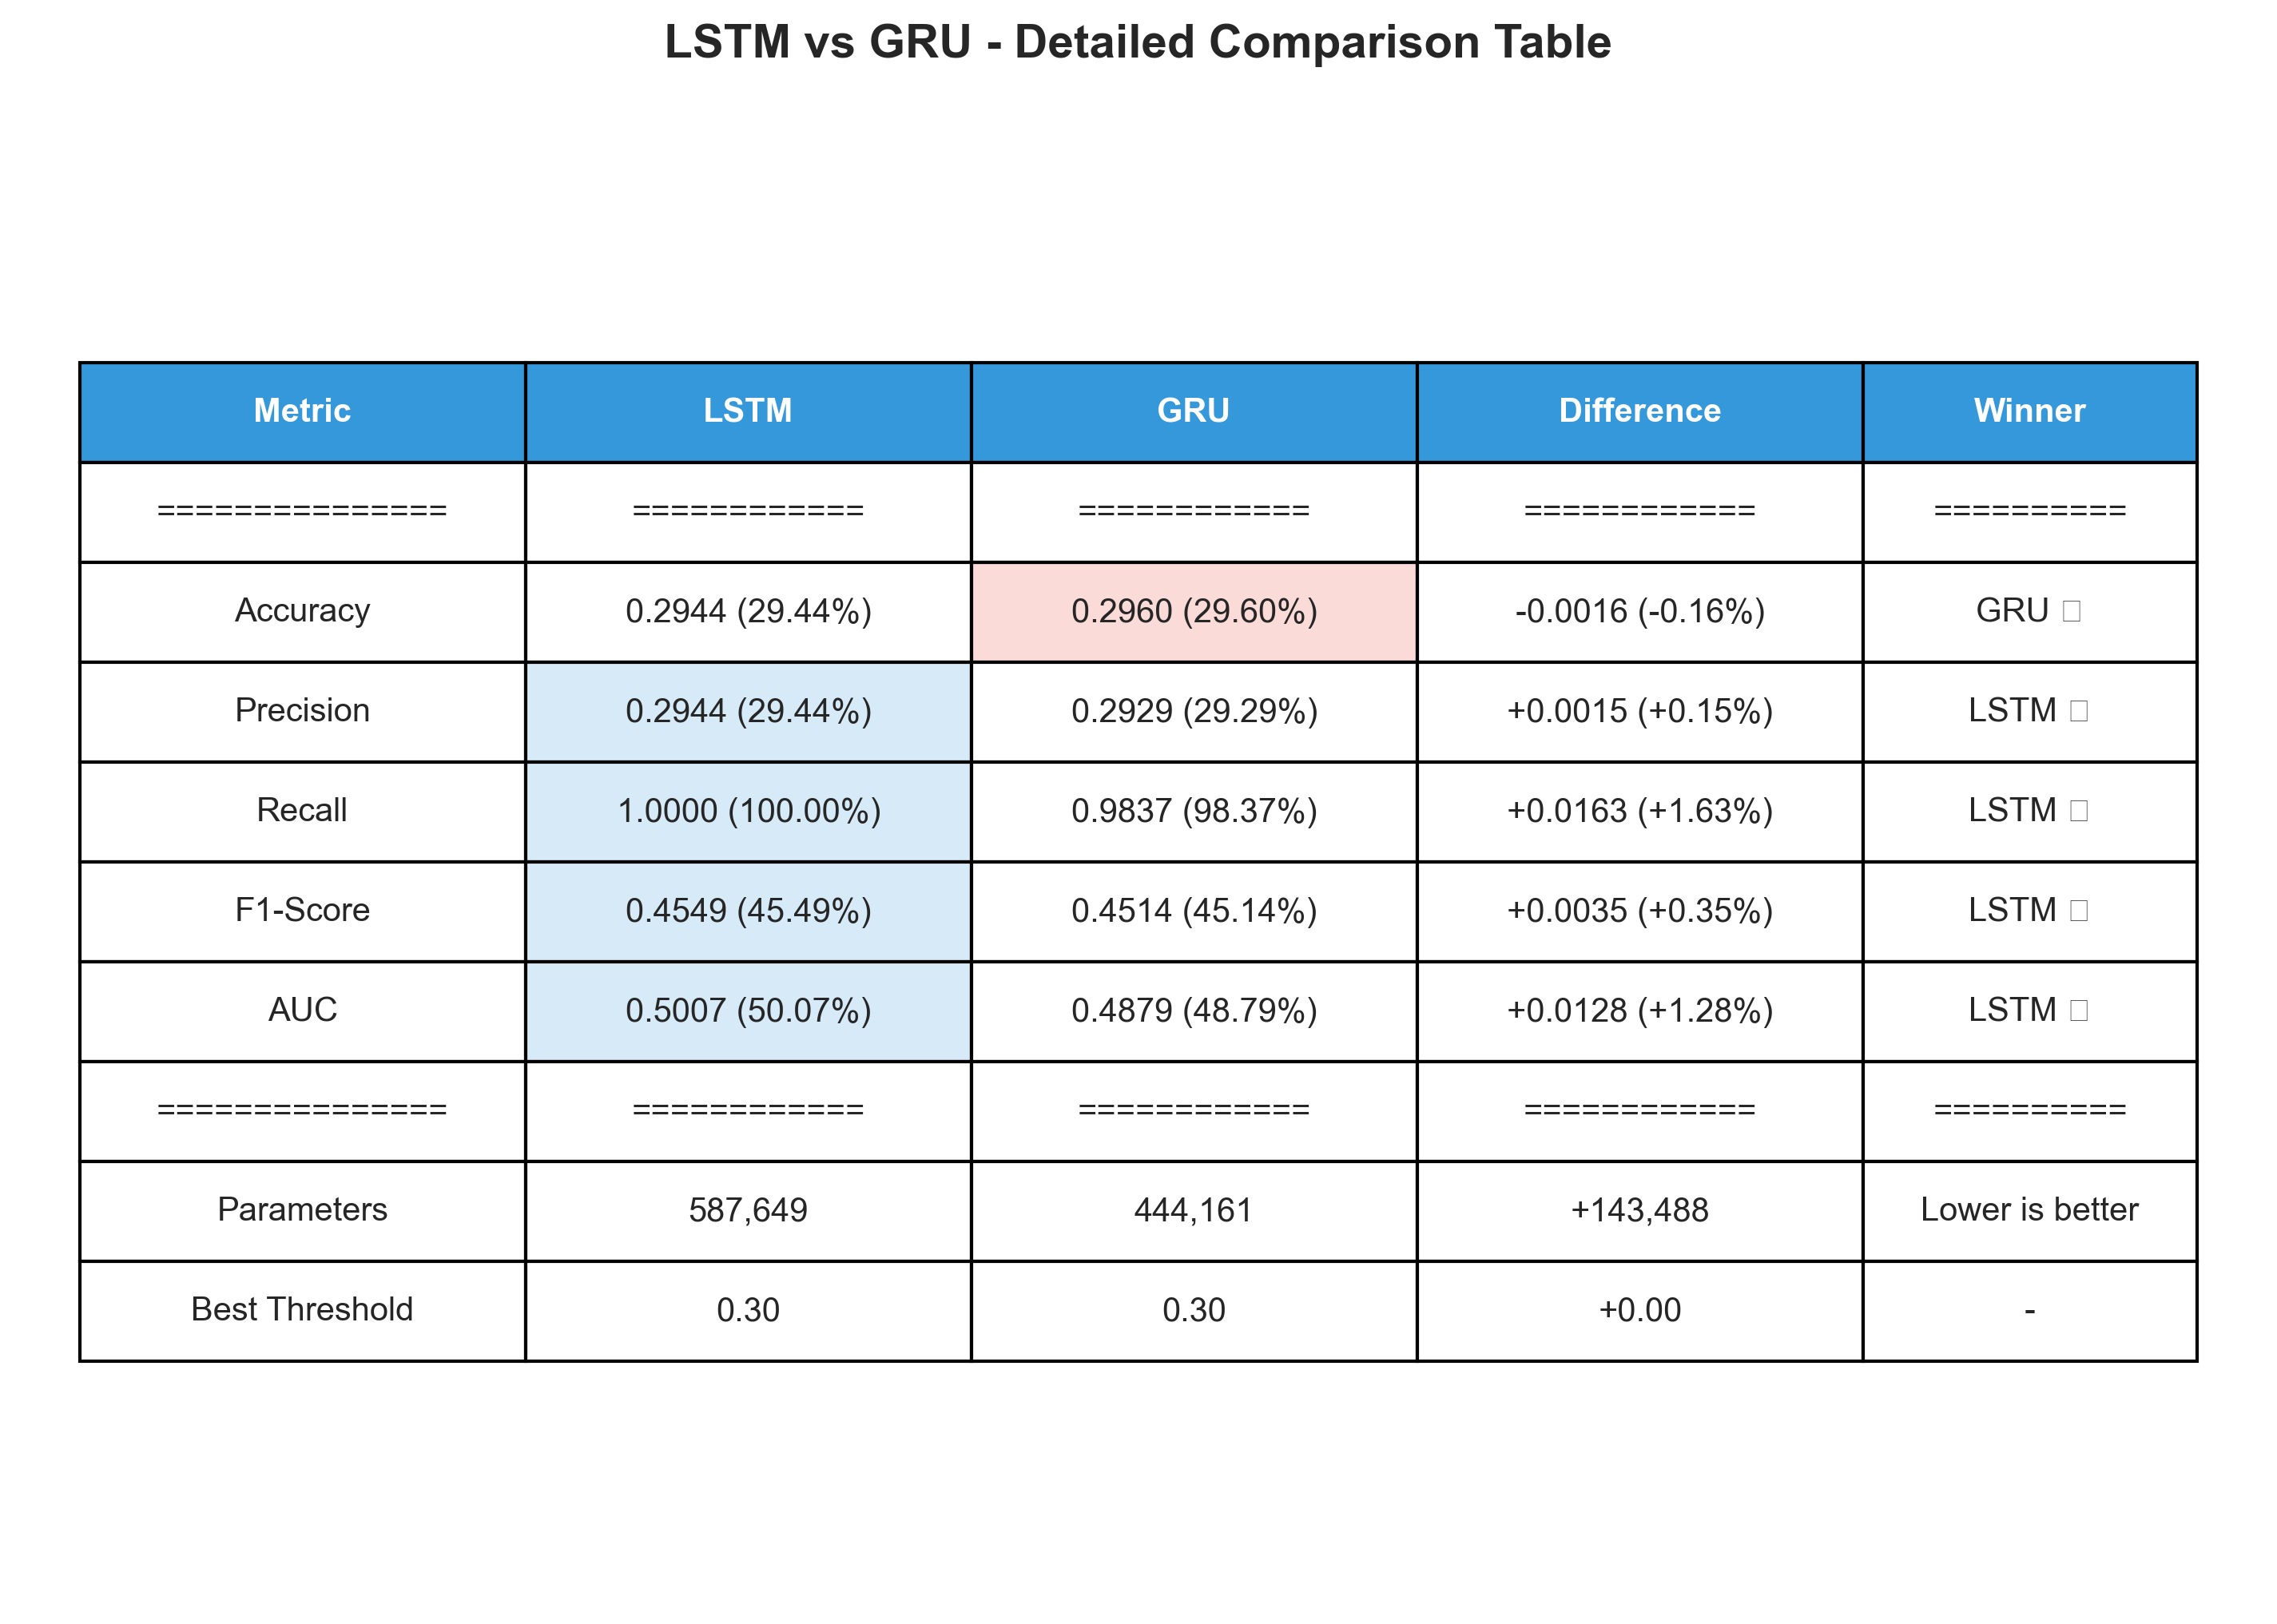 LSTM vs GRU - Detailed Comparison Table
Metric LSTM GRU Difference Winner
=============== ============ ============ ============ ==========
Accuracy 0.2944 (29.44%) 0.2960 (29.60%) -0.0016 (-0.16%) GRU
Precision 0.2944 (29.44%) 0.2929 (29.29%) +0.0015 (+0.15%) LSTM
Recall 1.0000 (100.00%) 0.9837 (98.37%) +0.0163 (+1.63%) LSTM
F1-Score 0.4549 (45.49%) 0.4514 (45.14%) +0.0035 (+0.35%) LSTM
AUC 0.5007 (50.07%) 0.4879 (48.79%) +0.0128 (+1.28%) LSTM
=============== ============ ============ ============ ==========
Parameters 587,649 444,161 +143,488 Lower is better
Best Threshold 0.30 0.30 +0.00 -